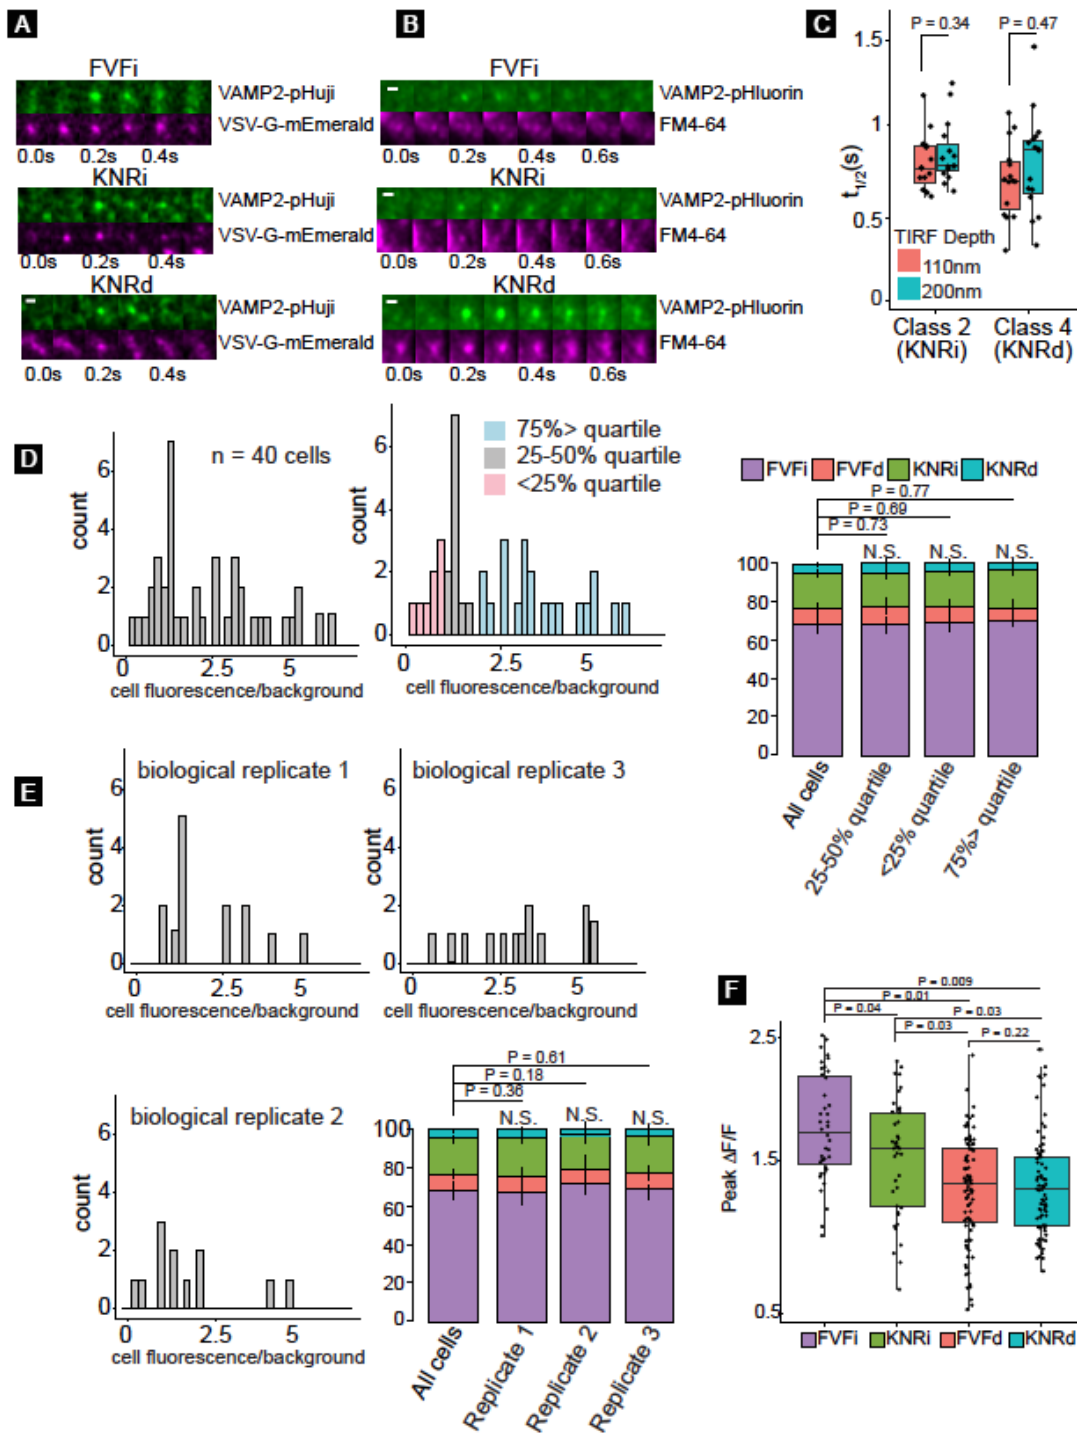 A
FVFi
VAMP2-pHuji
VSV-G-mEmerald
0.0s 0.2s 0.4s
KNRi
VAMP2-pHuji
VSV-G-mEmerald
0.0s 0.2s 0.4s
KNRd
VAMP2-pHuji
VSV-G-mEmerald
0.0s 0.2s 0.4s
B
FVFi
VAMP2-pHluorin
FM4-64
0.0s 0.2s 0.4s 0.6s
KNRi
VAMP2-pHluorin
FM4-64
0.0s 0.2s 0.4s 0.6s
KNRd
VAMP2-pHluorin
FM4-64
0.0s 0.2s 0.4s 0.6s
C
P = 0.34 P = 0.47
1.5
1
0.5
0
t1/2(s)
TIRF Depth
110nm
200nm
Class 2 Class 4
(KNRi) (KNRd)
D
n = 40 cells
6
4
2
0
count
0 2.5 5
cell fluorescence/background
75%> quartile
25-50% quartile
<25% quartile
6
4
2
0
count
0 2.5 5
cell fluorescence/background
FVFi FVFd KNRi KNRd
P = 0.77
P = 0.69
P = 0.73
N.S. N.S. N.S.
100
80
60
40
20
0
All cells
25-50% quartile
<25% quartile
75%> quartile
E
biological replicate 1
6
4
2
0
count
0 2.5 5
cell fluorescence/background
biological replicate 3
6
4
2
0
count
0 2.5 5
cell fluorescence/background
biological replicate 2
6
4
2
0
count
0 2.5 5
cell fluorescence/background
P = 0.61
P = 0.18
P = 0.36
N.S. N.S. N.S.
100
80
60
40
20
0
All cells
Replicate 1
Replicate 2
Replicate 3
F
P = 0.009
P = 0.01
P = 0.04 P = 0.03
P = 0.03 P = 0.22
2.5
1.5
0.5
Peak ΔF/F
FVFi KNRi FVFd KNRd